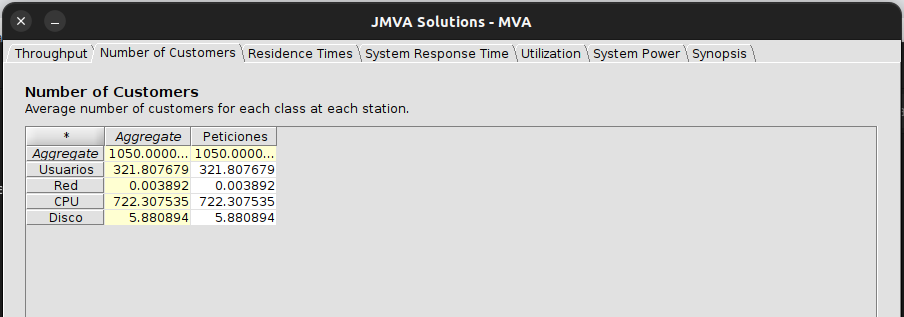 JMVA Solutions - MVA
Throughput Number of Customers Residence Times System Response Time Utilization System Power Synopsis
Number of Customers
Average number of customers for each class at each station.
* Aggregate Peticiones
Aggregate 1050.0000... 1050.0000...
Usuarios 321.807679 321.807679
Red 0.003892 0.003892
CPU 722.307535 722.307535
Disco 5.880894 5.880894